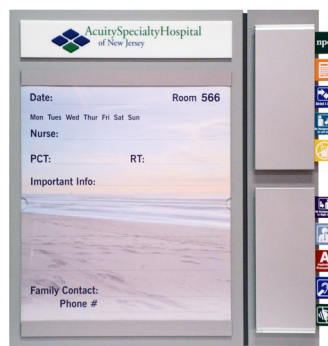 AcuitySpecialtyHospital
of New Jersey
Date: Room 566
Mon Tues Wed Thur Fri Sat Sun
Nurse:
PCT: RT:
Important Info:
Family Contact:
Phone #